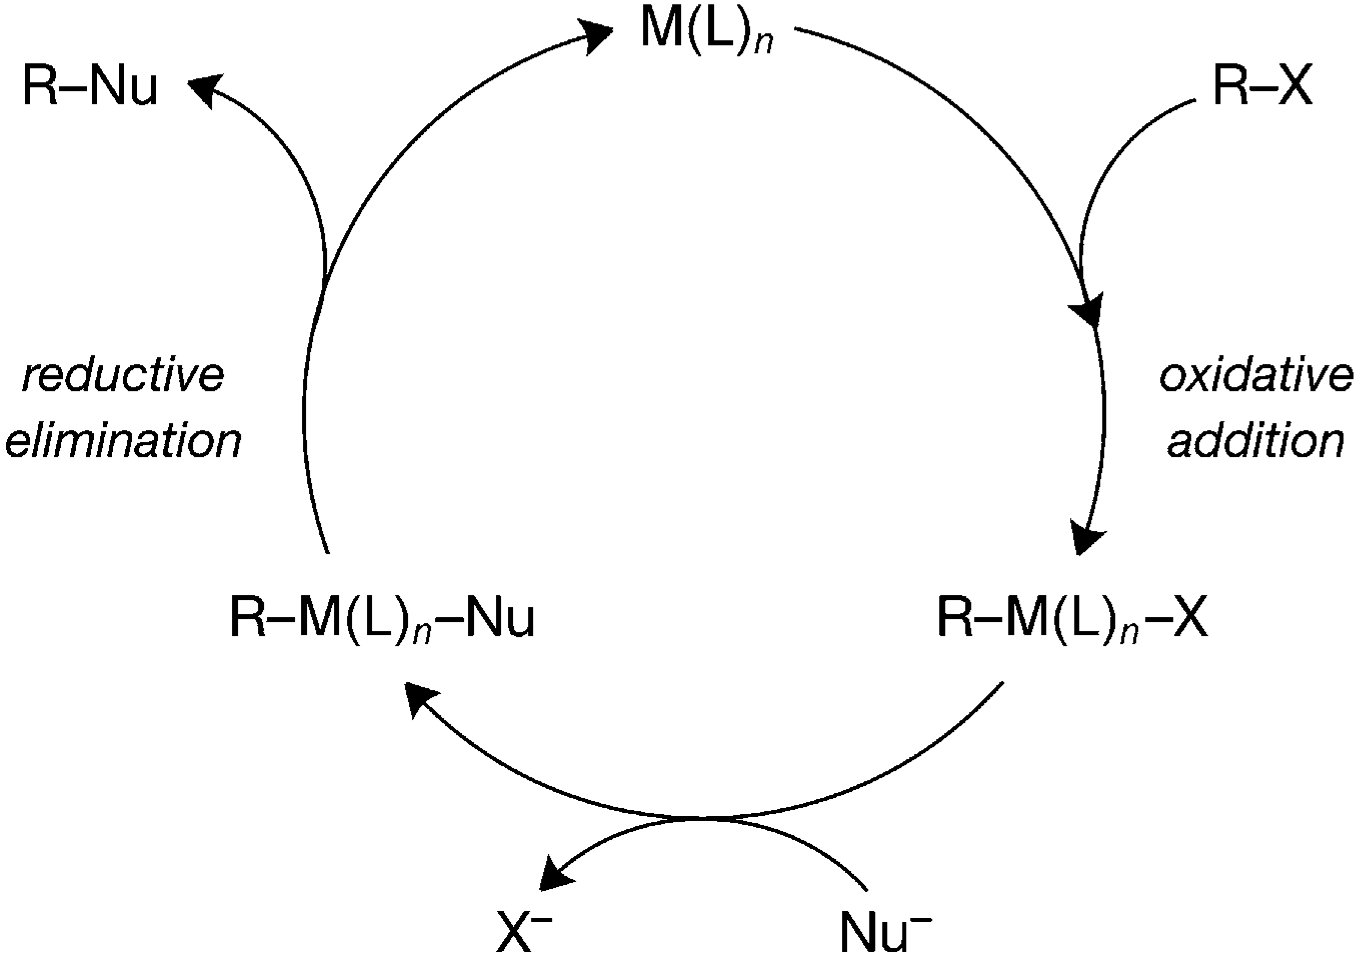 M(L)n
R–Nu
R–X
reductive
elimination
oxidative
addition
R–M(L)n–Nu
R–M(L)n–X
X⁻
Nu⁻